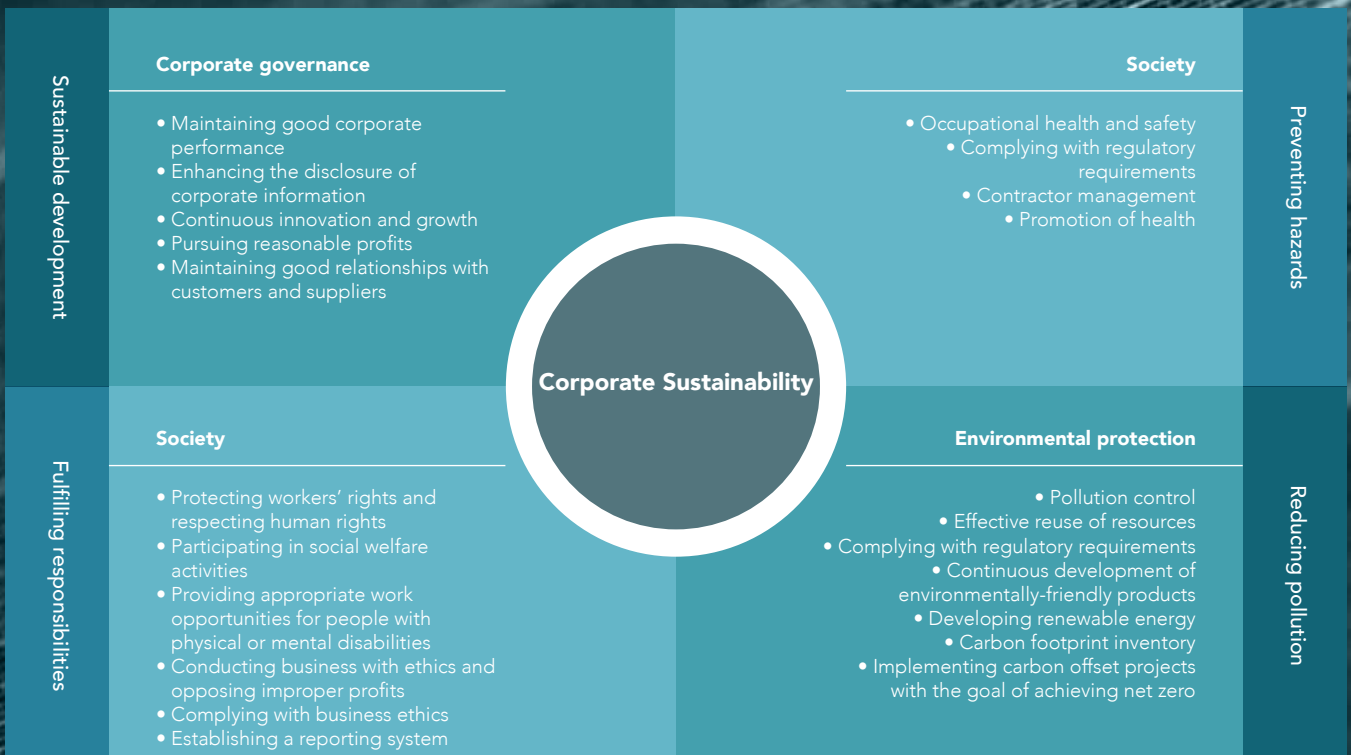 Sustainable development
Corporate governance
• Maintaining good corporate
performance
• Enhancing the disclosure of
corporate information
• Continuous innovation and growth
• Pursuing reasonable profits
• Maintaining good relationships with
customers and suppliers
Society
• Occupational health and safety
• Complying with regulatory
requirements
• Contractor management
• Promotion of health
Preventing hazards
Corporate Sustainability
Fulfilling responsibilities
Society
• Protecting workers’ rights and
respecting human rights
• Participating in social welfare
activities
• Providing appropriate work
opportunities for people with
physical or mental disabilities
• Conducting business with ethics and
opposing improper profits
• Complying with business ethics
• Establishing a reporting system
Environmental protection
• Pollution control
• Effective reuse of resources
• Complying with regulatory requirements
• Continuous development of
environmentally-friendly products
• Developing renewable energy
• Carbon footprint inventory
• Implementing carbon offset projects
with the goal of achieving net zero
Reducing pollution